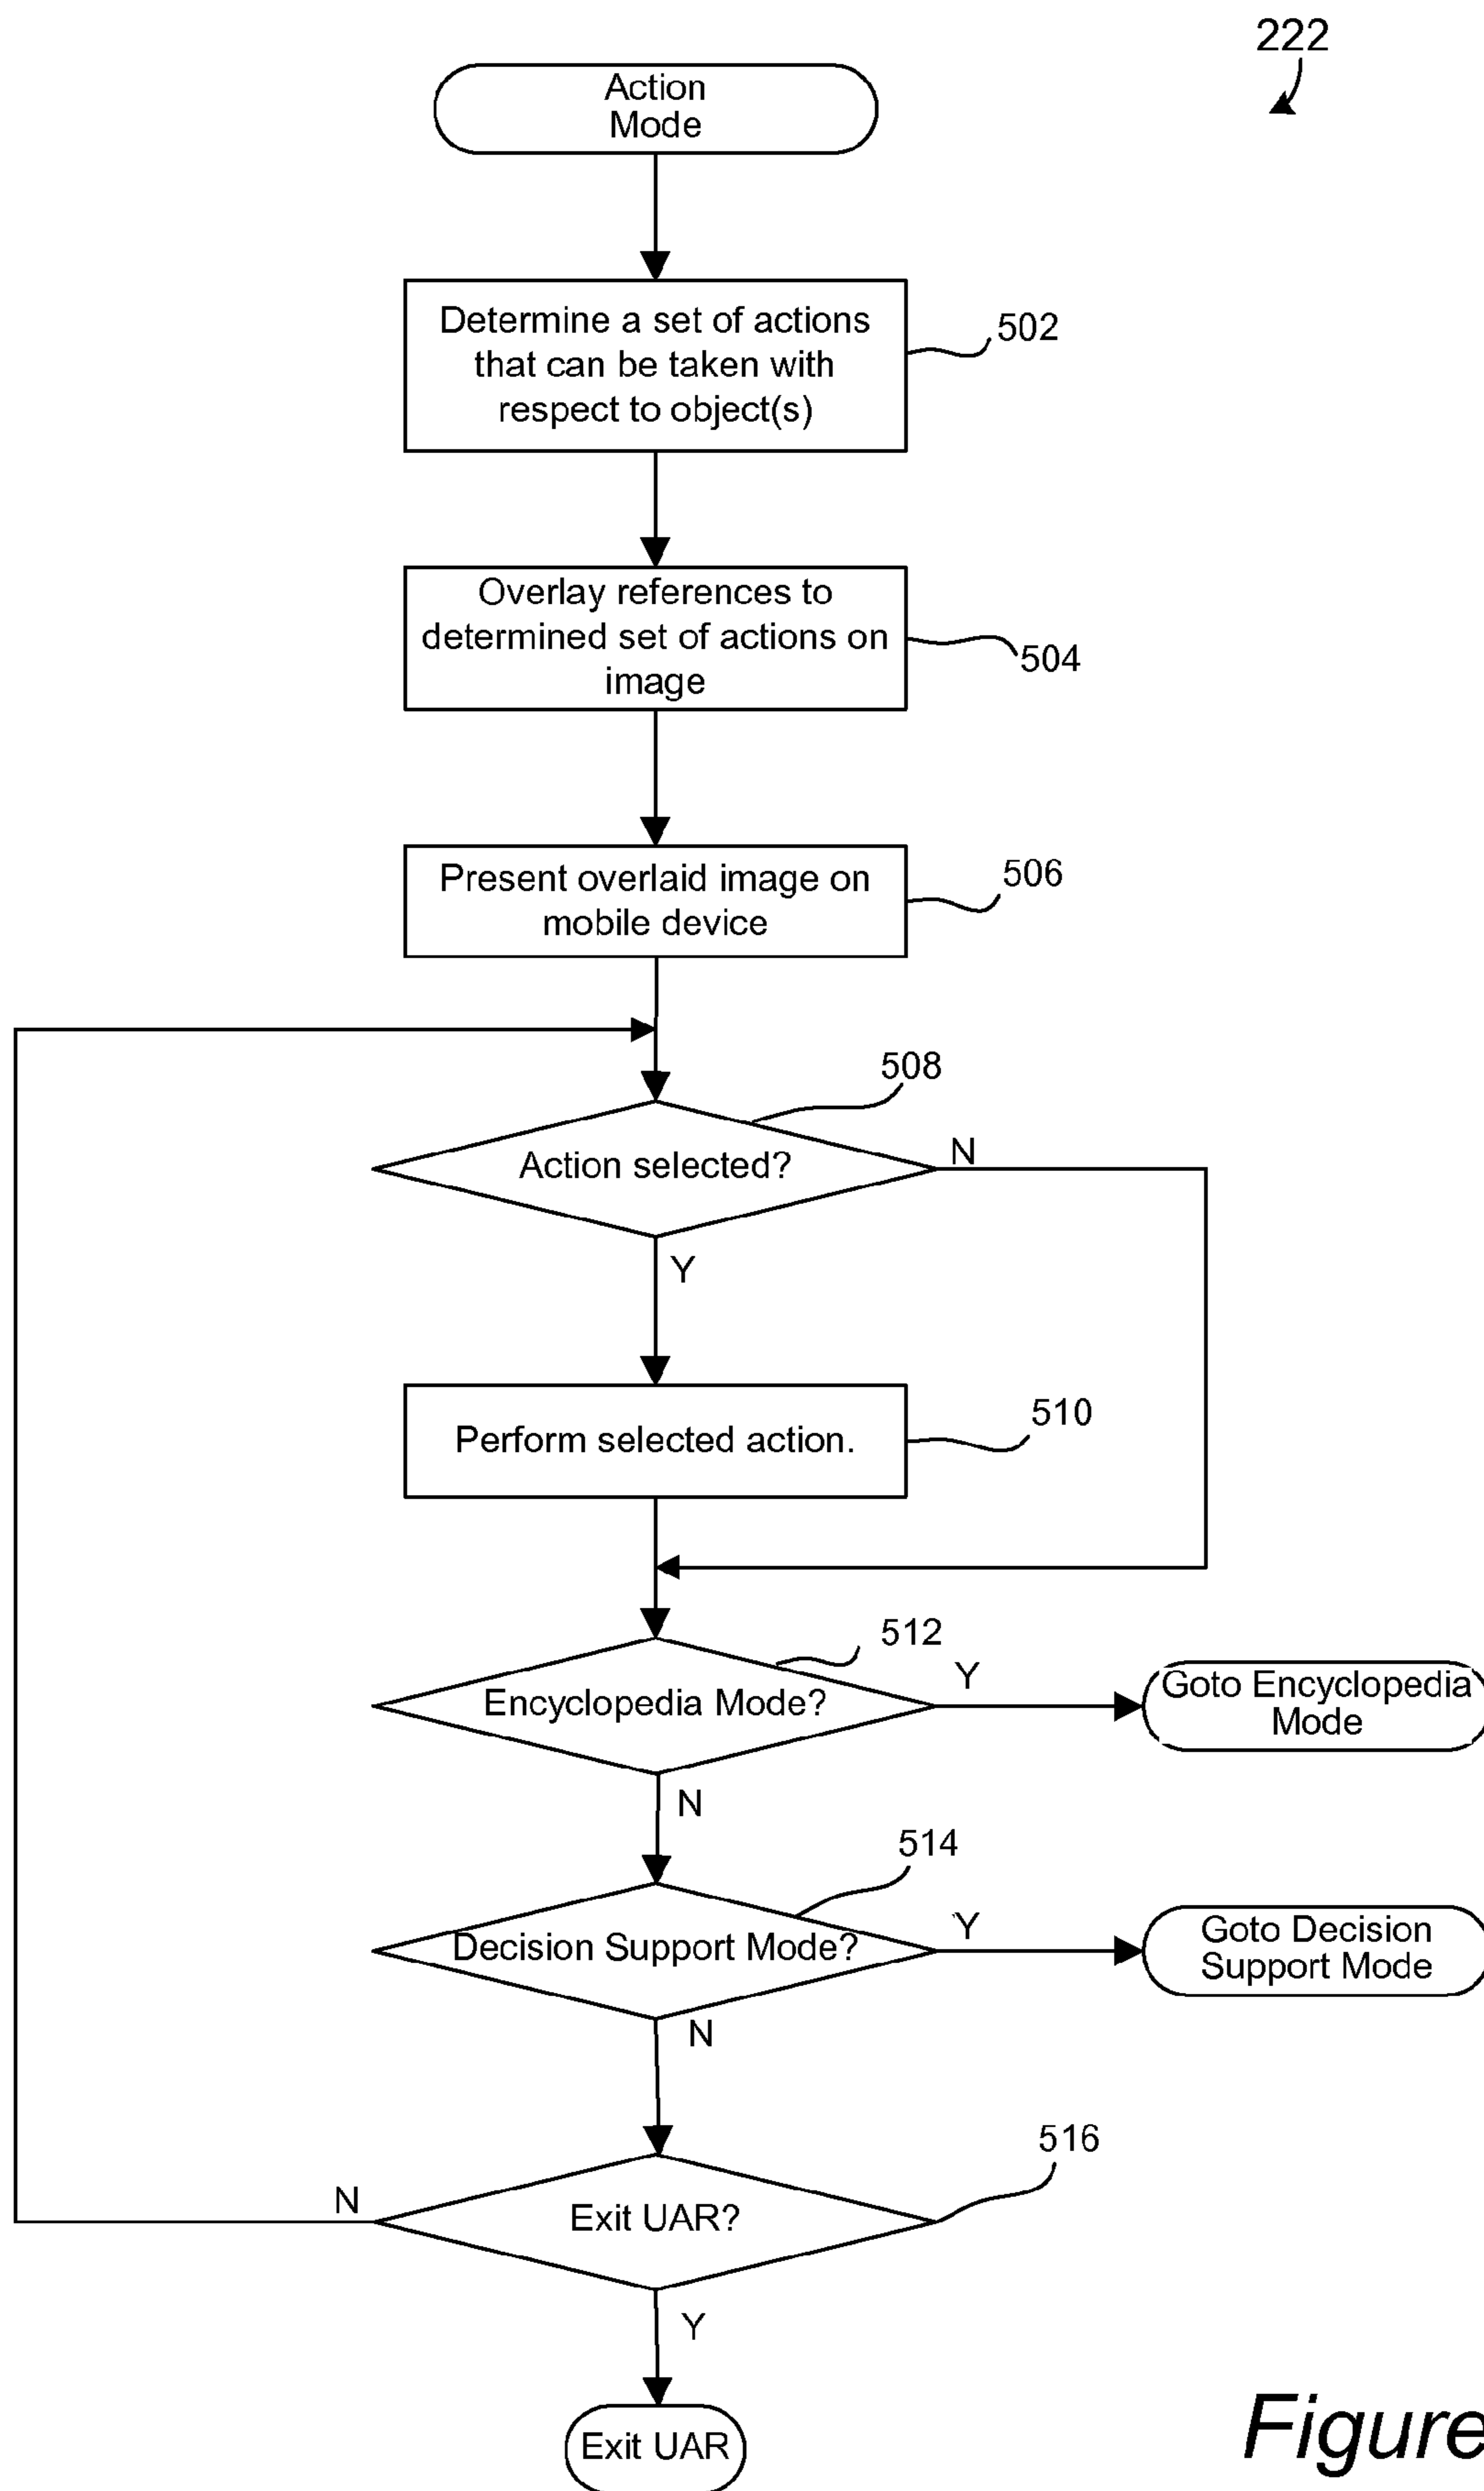 222
Action
Mode
Determine a set of actions
that can be taken with
respect to object(s)
502
Overlay references to
determined set of actions on
image
504
Present overlaid image on
mobile device
506
508
Action selected?
N
Y
Perform selected action.
510
512
Encyclopedia Mode?
Y
Goto Encyclopedia
Mode
N
514
Decision Support Mode?
Y
Goto Decision
Support Mode
N
516
Exit UAR?
N
Y
Exit UAR
Figure